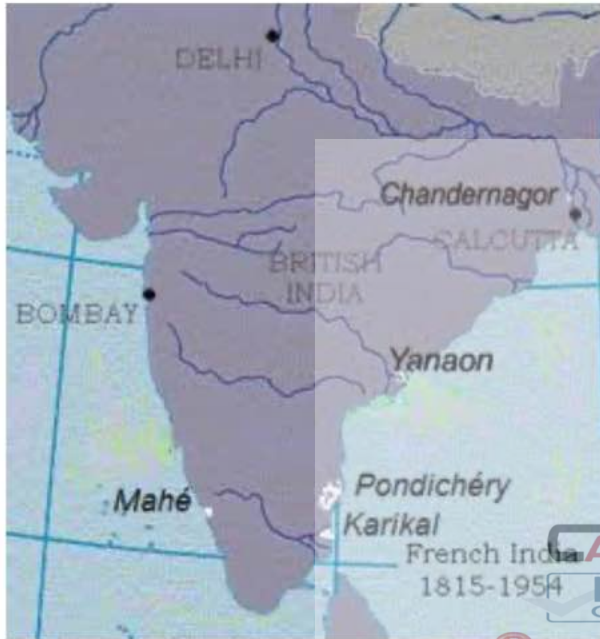 DELHI
Chandernagor
CALCUTTA
BRITISH
INDIA
BOMBAY
Yanaon
Pondichéry
Mahé
Karikal
French India
1815-1954